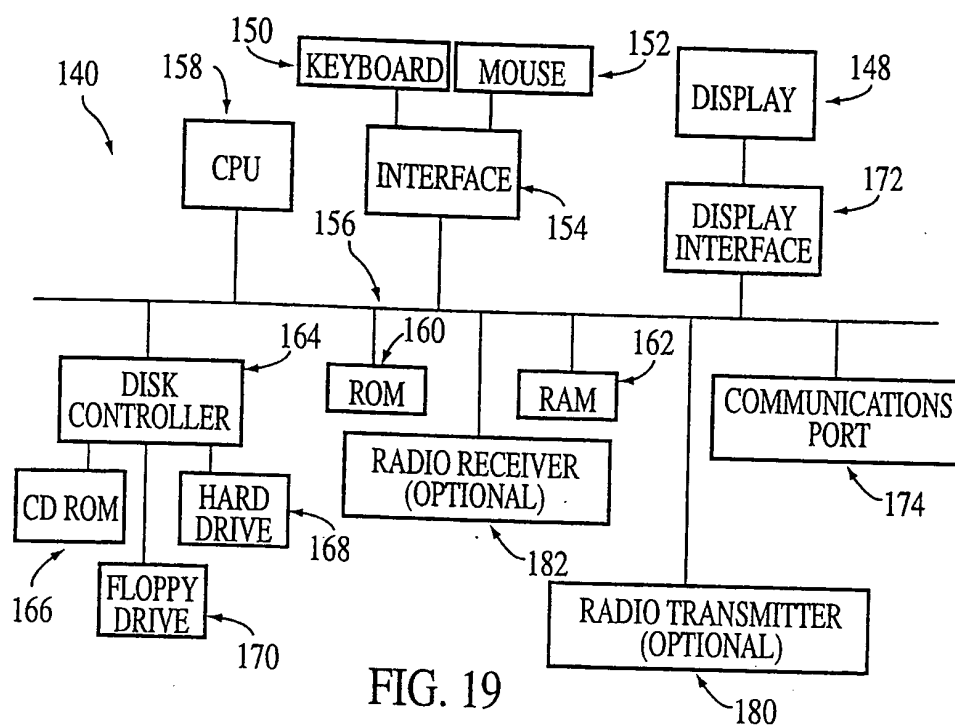 150
KEYBOARD
MOUSE
152
158
140
CPU
INTERFACE
154
DISPLAY
148
172
DISPLAY
INTERFACE
156
164
DISK
CONTROLLER
160
ROM
162
RAM
COMMUNICATIONS
PORT
174
CD ROM
166
HARD
DRIVE
168
FLOPPY
DRIVE
170
RADIO RECEIVER
(OPTIONAL)
182
RADIO TRANSMITTER
(OPTIONAL)
180
FIG. 19